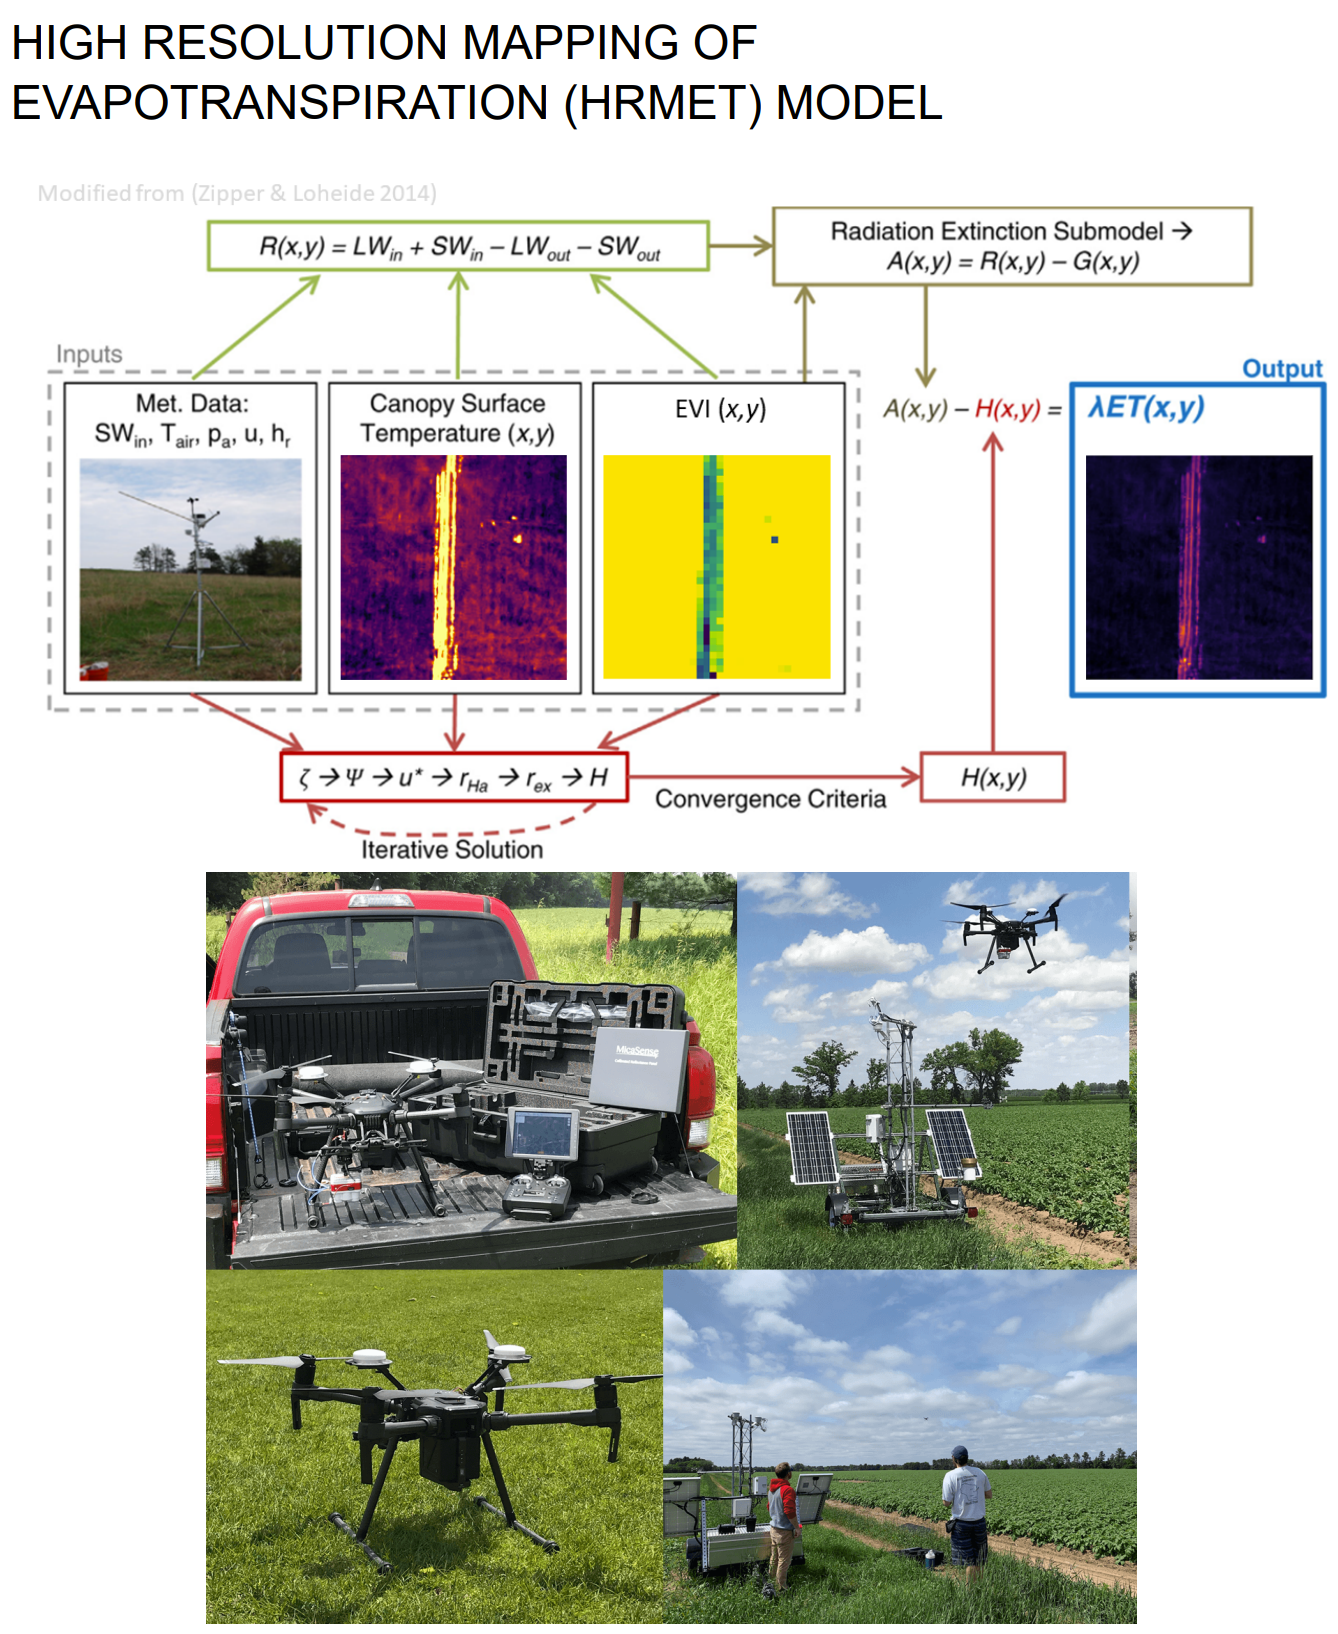 HIGH RESOLUTION MAPPING OF
EVAPOTRANSPIRATION (HRMET) MODEL
Modified from (Zipper & Loheide 2014)
R(x,y) = LWin + SWin − LWout − SWout
Radiation Extinction Submodel →
A(x,y) = R(x,y) − G(x,y)
Inputs
Met. Data:
SWin, Tair, pa, u, hr
Canopy Surface
Temperature (x,y)
EVI (x,y)
A(x,y) − H(x,y) =
Output
λET(x,y)
ζ → Ψ → u* → rHa → rex → H
Convergence Criteria
H(x,y)
Iterative Solution
MicaSense